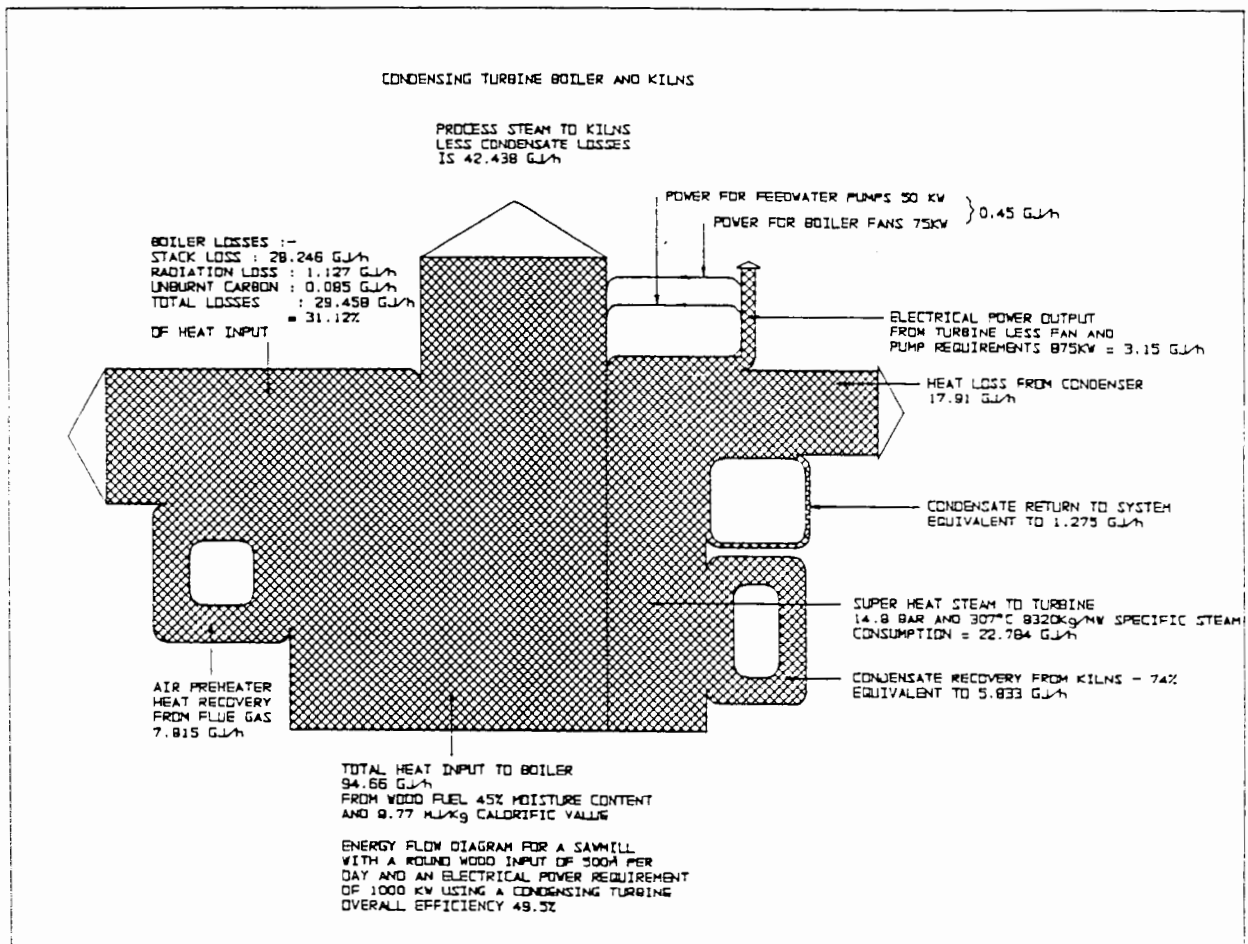 CONDENSING TURBINE BOILER AND KILNS
PROCESS STEAM TO KILNS
LESS CONDENSATE LOSSES
IS 42.438 GJ/h
POWER FOR FEEDWATER PUMPS 50 KW
POWER FOR BOILER FANS 75KW
0.45 GJ/h
BOILER LOSSES :-
STACK LOSS : 28.246 GJ/h
RADIATION LOSS : 1.127 GJ/h
UNBURNT CARBON : 0.085 GJ/h
TOTAL LOSSES : 29.458 GJ/h
= 31.12%
OF HEAT INPUT
ELECTRICAL POWER OUTPUT
FROM TURBINE LESS FAN AND
PUMP REQUIREMENTS 875KW = 3.15 GJ/h
HEAT LOSS FROM CONDENSER
17.91 GJ/h
CONDENSATE RETURN TO SYSTEM
EQUIVALENT TO 1.275 GJ/h
SUPER HEAT STEAM TO TURBINE
14.8 BAR AND 307°C 8320Kg/MW SPECIFIC STEAM
CONSUMPTION = 22.784 GJ/h
CONDENSATE RECOVERY FROM KILNS - 74%
EQUIVALENT TO 5.833 GJ/h
AIR PREHEATER
HEAT RECOVERY
FROM FLUE GAS
7.815 GJ/h
TOTAL HEAT INPUT TO BOILER
94.66 GJ/h
FROM WOOD FUEL 45% MOISTURE CONTENT
AND 9.77 MJ/Kg CALORIFIC VALUE
ENERGY FLOW DIAGRAM FOR A SAWMILL
WITH A ROUND WOOD INPUT OF PER
DAY AND AN ELECTRICAL POWER REQUIREMENT
OF 1000 KW USING A CONDENSING TURBINE
OVERALL EFFICIENCY 49.5%